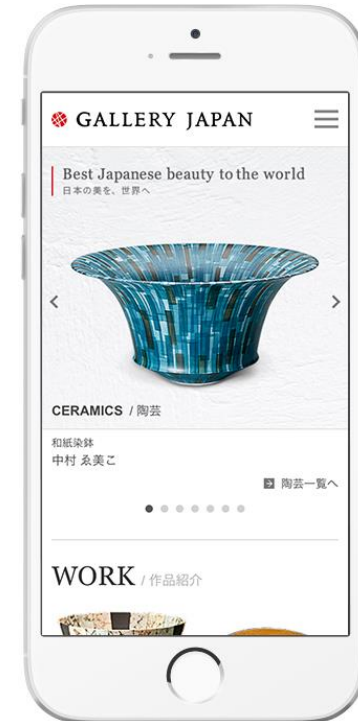 GALLERY JAPAN
Best Japanese beauty to the world
日本の美を、世界へ
CERAMICS / 陶芸
和紙染鉢
中村 ゑ美こ
陶芸一覧へ
WORK / 作品紹介